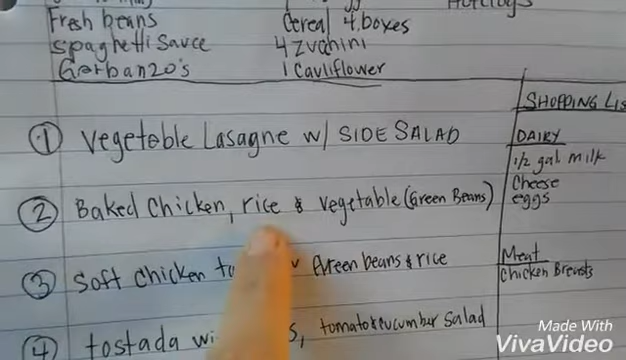 Fresh beans
Cereal 4 boxes
Spaghetti Sauce
4 Zuchini
Garbanzo's
1 Cauliflower
① Vegetable Lasagne w/ SIDE SALAD
② Baked Chicken, rice & vegetable (Green Beans)
③ Soft chicken Green beans & rice
④ tostada tomato & cucumber salad
SHOPPING LIS
DAIRY
1/2 gal milk
Cheese
eggs
Meat
Chicken Breasts
Made With
VivaVideo